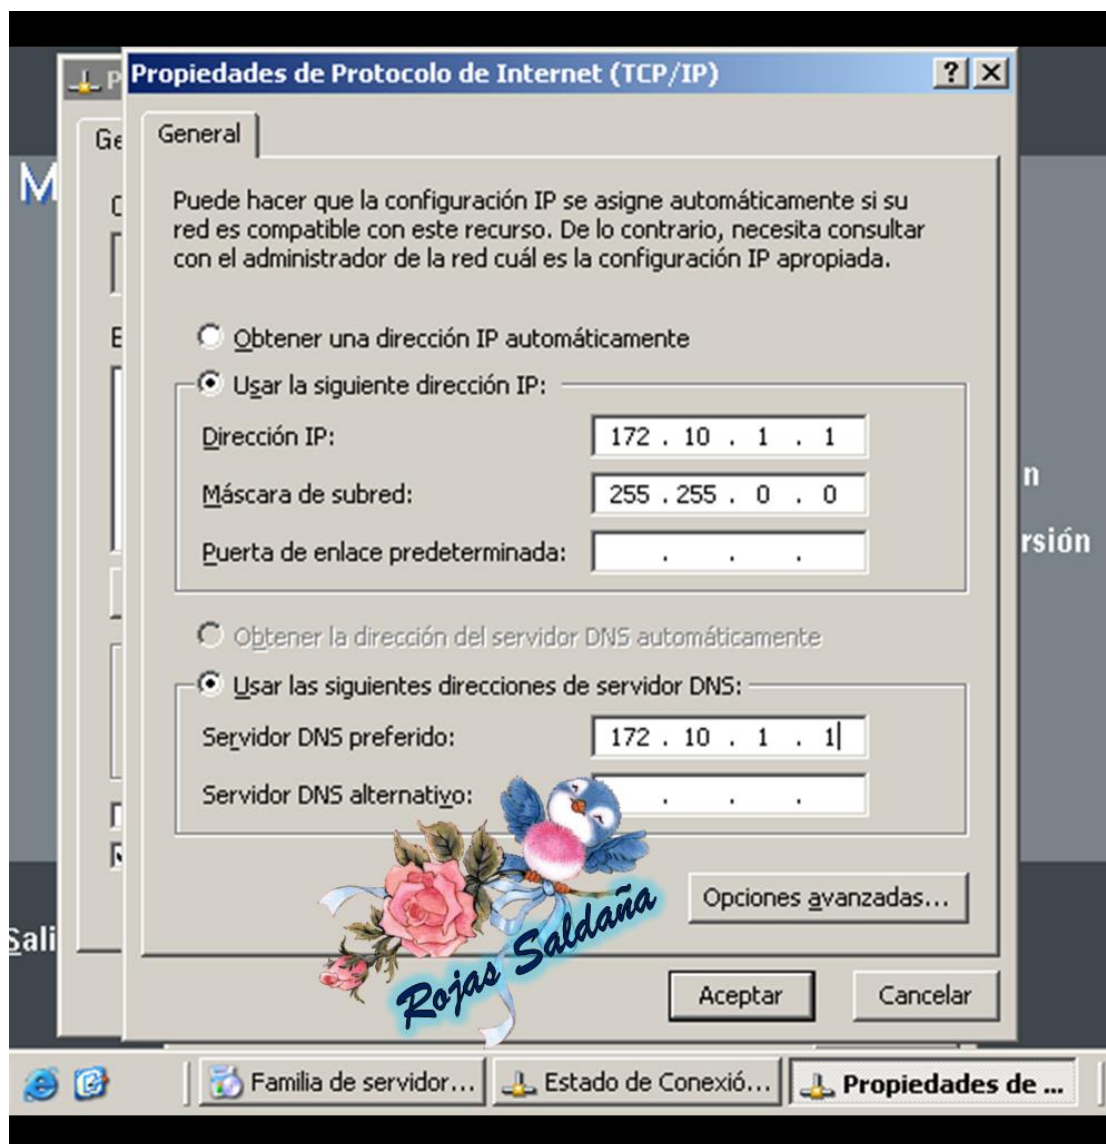 P
Propiedades de Protocolo de Internet (TCP/IP)
Ge
General
M
Puede hacer que la configuración IP se asigne automáticamente si su
red es compatible con este recurso. De lo contrario, necesita consultar
con el administrador de la red cuál es la configuración IP apropiada.
E
Obtener una dirección IP automáticamente
Usar la siguiente dirección IP:
Dirección IP: 172 . 10 . 1 . 1
n
Máscara de subred: 255 . 255 . 0 . 0
rsión
Puerta de enlace predeterminada: . . .
Obtener la dirección del servidor DNS automáticamente
Usar las siguientes direcciones de servidor DNS:
Servidor DNS preferido: 172 . 10 . 1 . 1
Servidor DNS alternativo: . . .
Opciones avanzadas...
Sali
Rojas Saldaña
Aceptar Cancelar
Familia de servidor... Estado de Conexió... Propiedades de ...